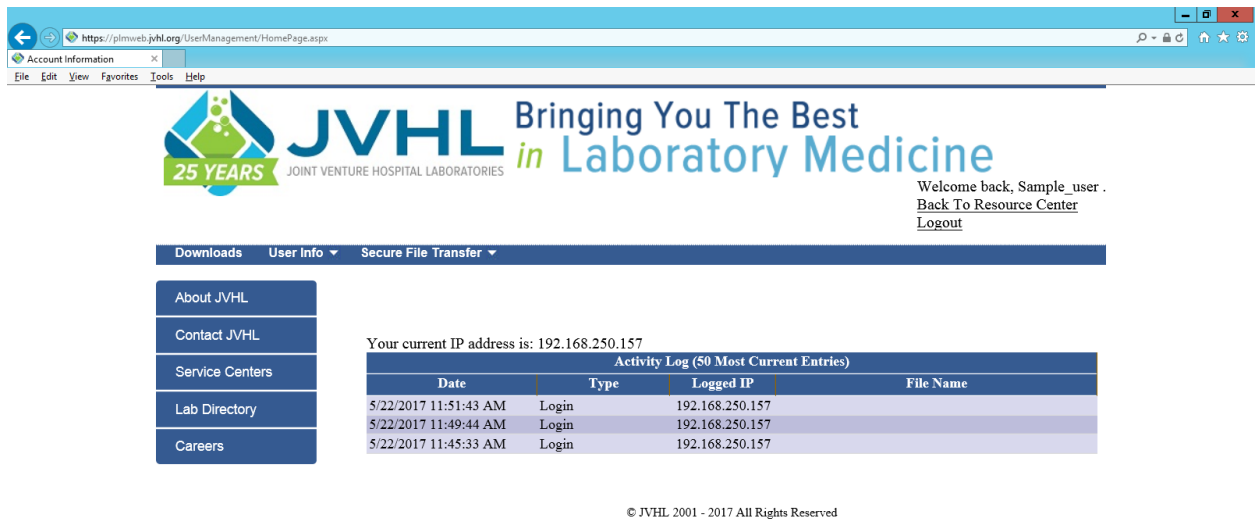 https://plmweb.jvhl.org/UserManagement/HomePage.aspx
Account Information
File Edit View Favorites Tools Help
25 YEARS
JVHL
JOINT VENTURE HOSPITAL LABORATORIES
Bringing You The Best
in Laboratory Medicine
Welcome back, Sample_user .
Back To Resource Center
Logout
Downloads User Info Secure File Transfer
About JVHL
Contact JVHL
Service Centers
Lab Directory
Careers
Your current IP address is: 192.168.250.157
Activity Log (50 Most Current Entries)
Date Type Logged IP File Name
5/22/2017 11:51:43 AM Login 192.168.250.157
5/22/2017 11:49:44 AM Login 192.168.250.157
5/22/2017 11:45:33 AM Login 192.168.250.157
© JVHL 2001 - 2017 All Rights Reserved